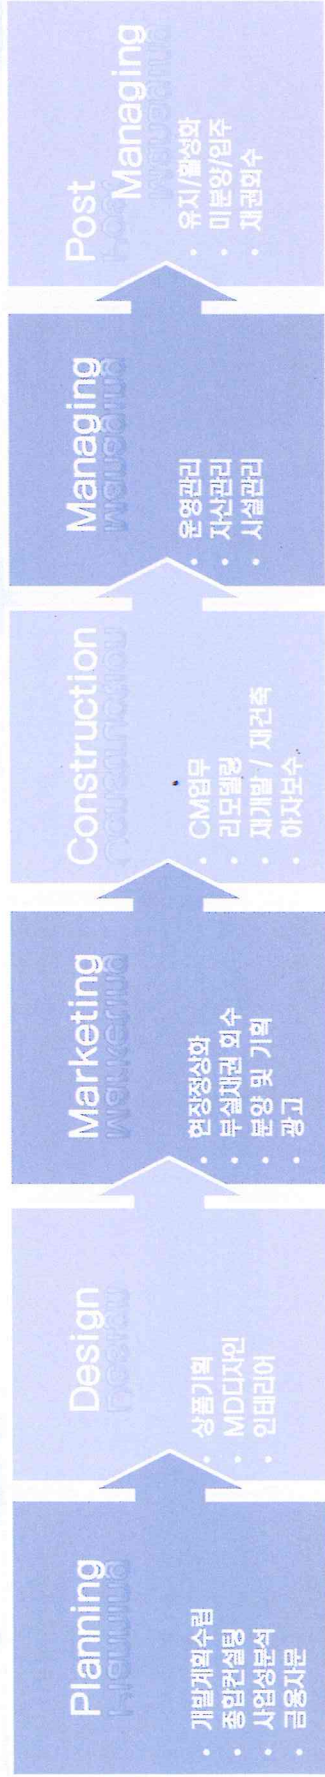 Planning
• 개발계획수립
• 종합컨설팅
• 사업성분석
• 금융자문
Design
• 상품기획
• MD디자인
• 인테리어
Marketing
• 현장정상화
• 부실채권 회수
• 분양 및 기획
• 광고
Construction
• CM업무
• 리모델링
• 재개발 / 재건축
• 하자보수
Managing
• 운영관리
• 자산관리
• 시설관리
Post
Managing
• 유지/활성화
• 미분양/입주
• 채권회수